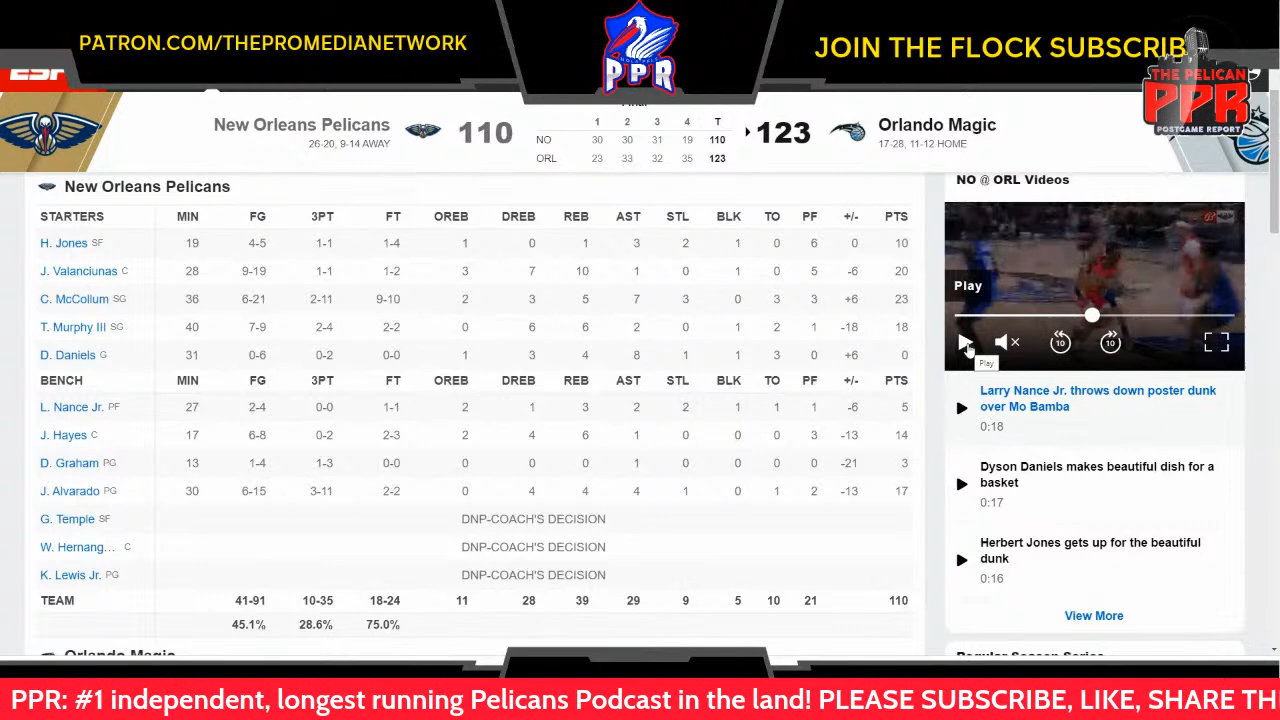 PATRON.COM/THEPROMEDIANETWORK
PPR
JOIN THE FLOCK SUBSCRIB
THE PELICAN
PPR
POSTGAME REPORT
New Orleans Pelicans 110
26-20, 9-14 AWAY
1 2 3 4 T
NO 30 30 31 19 110
ORL 23 33 32 35 123
123 Orlando Magic
17-28, 11-12 HOME
New Orleans Pelicans
STARTERS MIN FG 3PT FT OREB DREB REB AST STL BLK TO PF +/- PTS
H. Jones SF 19 4-5 1-1 1-4 1 0 1 3 2 1 0 6 0 10
J. Valanciunas C 28 9-19 1-1 1-2 3 7 10 1 0 1 0 5 -6 20
C. McCollum SG 36 6-21 2-11 9-10 2 3 5 7 3 0 3 3 +6 23
T. Murphy III SG 40 7-9 2-4 2-2 0 6 6 2 0 1 2 1 -18 18
D. Daniels G 31 0-6 0-2 0-0 1 3 4 8 1 1 3 0 +6 0
BENCH MIN FG 3PT FT OREB DREB REB AST STL BLK TO PF +/- PTS
L. Nance Jr. PF 27 2-4 0-0 1-1 2 1 3 2 2 1 1 1 -6 5
J. Hayes C 17 6-8 0-2 2-3 2 4 6 1 0 0 0 3 -13 14
D. Graham PG 13 1-4 1-3 0-0 0 0 0 1 0 0 0 0 -21 3
J. Alvarado PG 30 6-15 3-11 2-2 0 4 4 4 1 0 1 2 -13 17
G. Temple SF DNP-COACH'S DECISION
W. Hernang... C DNP-COACH'S DECISION
K. Lewis Jr. PG DNP-COACH'S DECISION
TEAM 41-91 10-35 18-24 11 28 39 29 9 5 10 21 110
45.1% 28.6% 75.0%
Orlando Magic
NO @ ORL Videos
Play
10 10
Play
Larry Nance Jr. throws down poster dunk
over Mo Bamba
0:18
Dyson Daniels makes beautiful dish for a
basket
0:17
Herbert Jones gets up for the beautiful
dunk
0:16
View More
Regular Season Series
PPR: #1 independent, longest running Pelicans Podcast in the land! PLEASE SUBSCRIBE, LIKE, SHARE TH